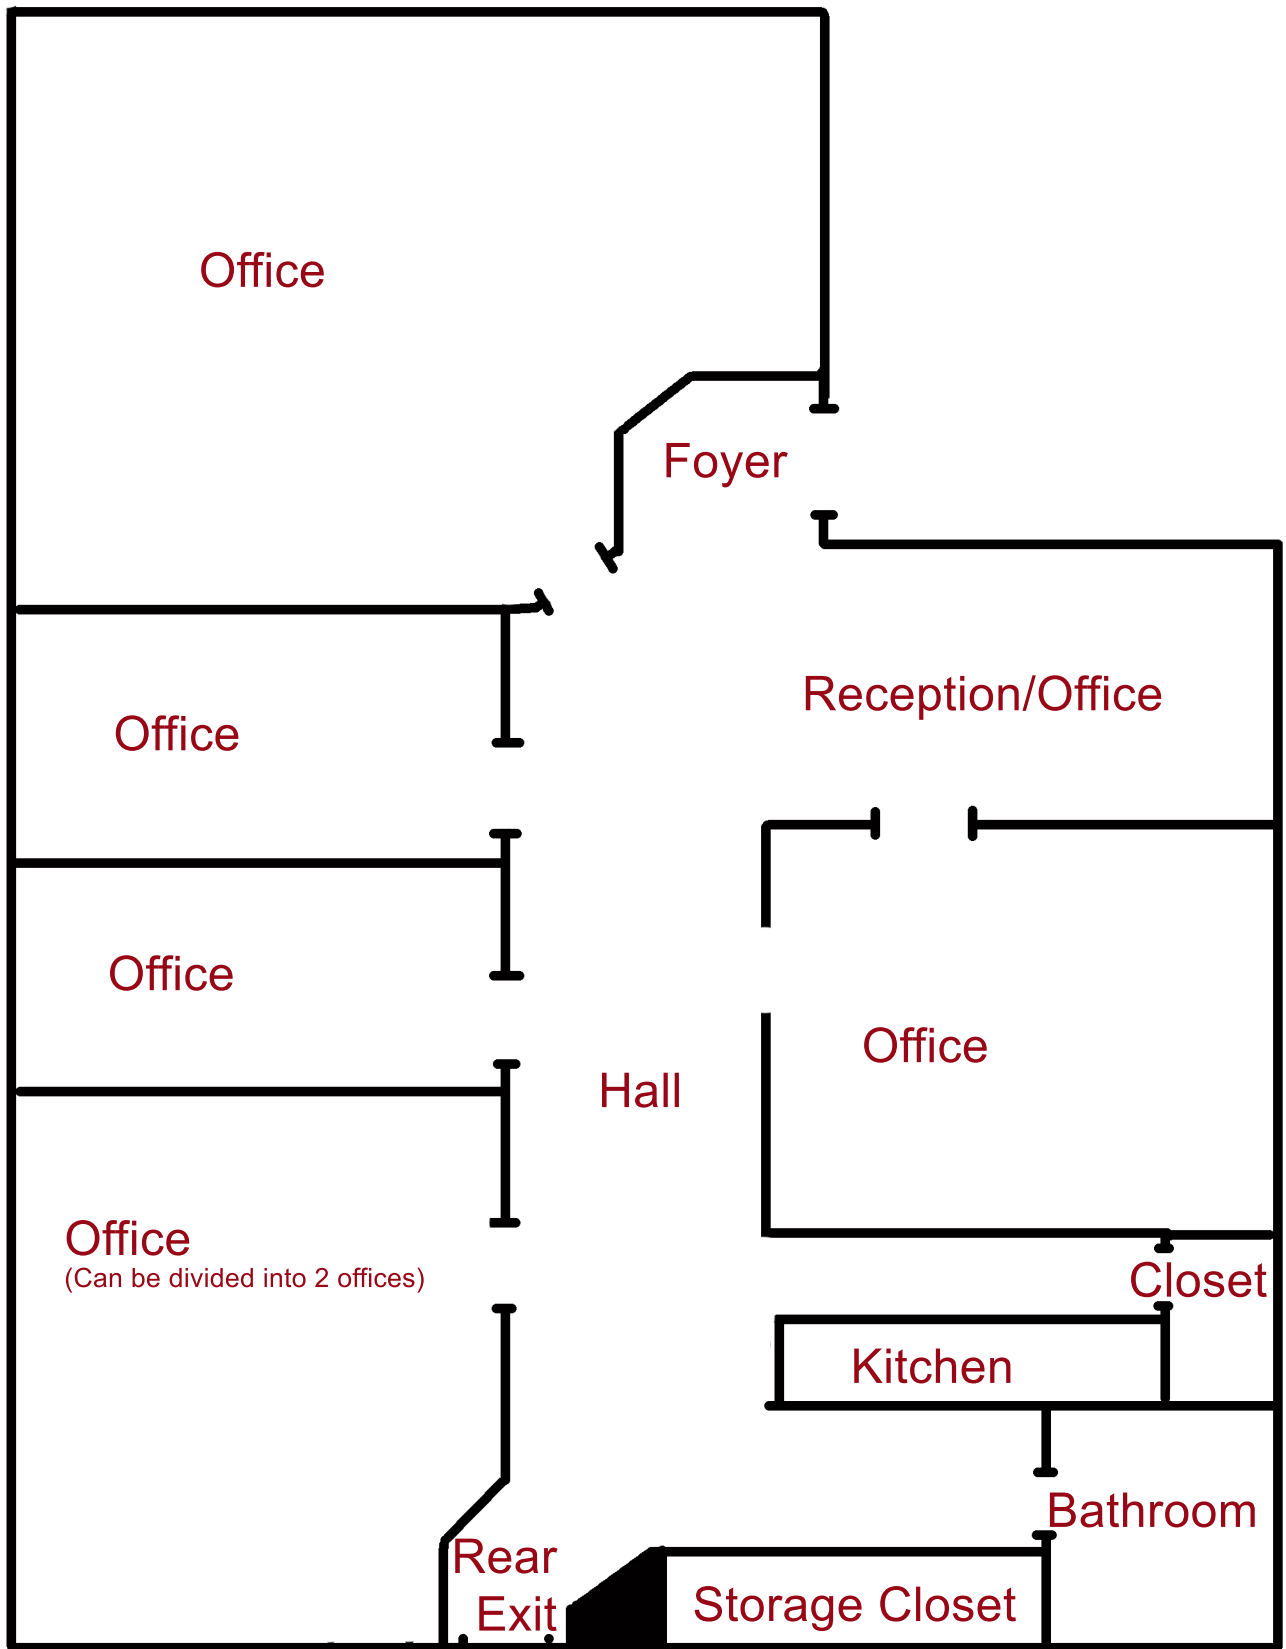 Office
Foyer
Reception/Office
Office
Office
Office
Hall
Office
(Can be divided into 2 offices)
Closet
Kitchen
Bathroom
Rear
Exit
Storage Closet